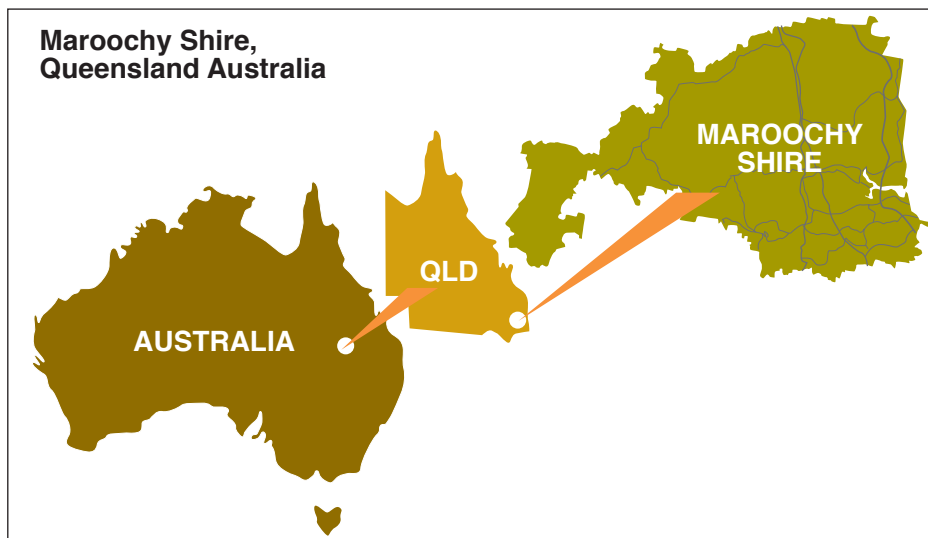 Maroochy Shire,
Queensland Australia
MAROOCHY
SHIRE
QLD
AUSTRALIA